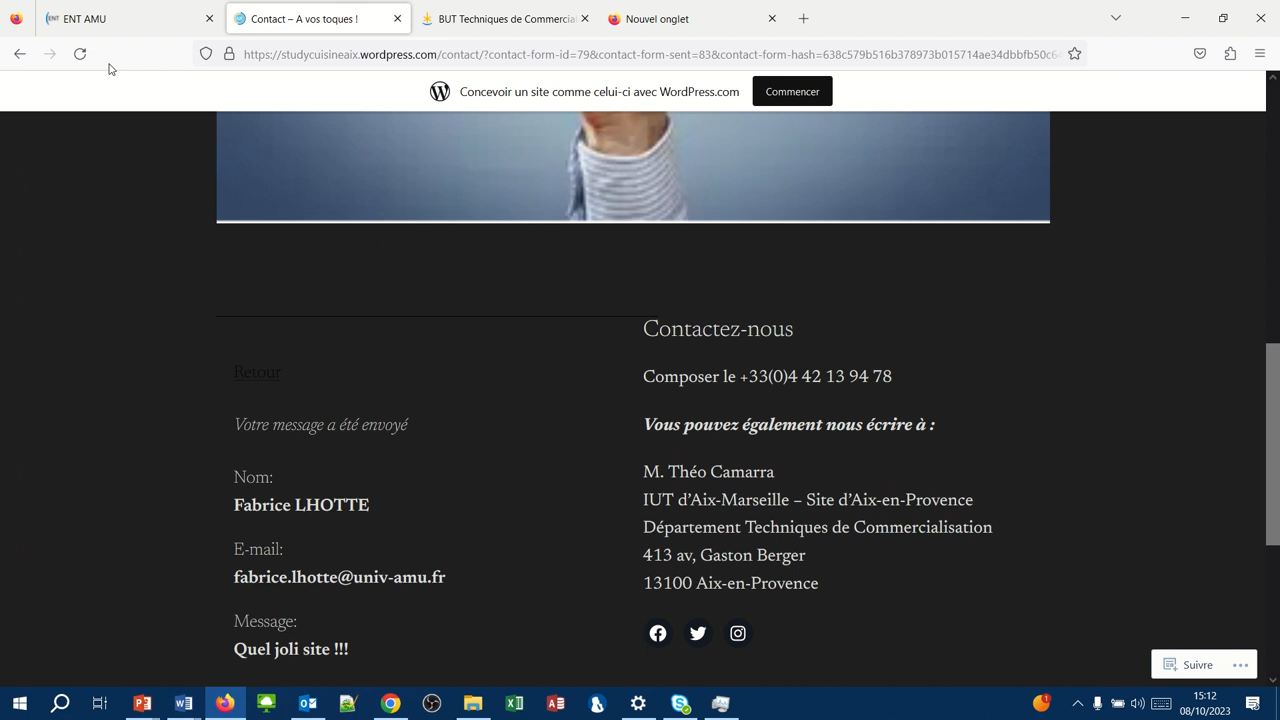 ENT AMU
Contact – A vos toques !
BUT Techniques de Commercia
Nouvel onglet
https://studycuisineaix.wordpress.com/contact/?contact-form-id=79&contact-form-sent=83&contact-form-hash=638c579b516b378973b015714ae34dbbfb50c6
Concevoir un site comme celui-ci avec WordPress.com
Commencer
Retour
Votre message a été envoyé
Nom:
Fabrice LHOTTE
E-mail:
fabrice.lhotte@univ-amu.fr
Message:
Quel joli site !!!
Contactez-nous
Composer le +33(0)4 42 13 94 78
Vous pouvez également nous écrire à :
M. Théo Camarra
IUT d'Aix-Marseille – Site d'Aix-en-Provence
Département Techniques de Commercialisation
413 av, Gaston Berger
13100 Aix-en-Provence
Suivre
15:12
08/10/2023